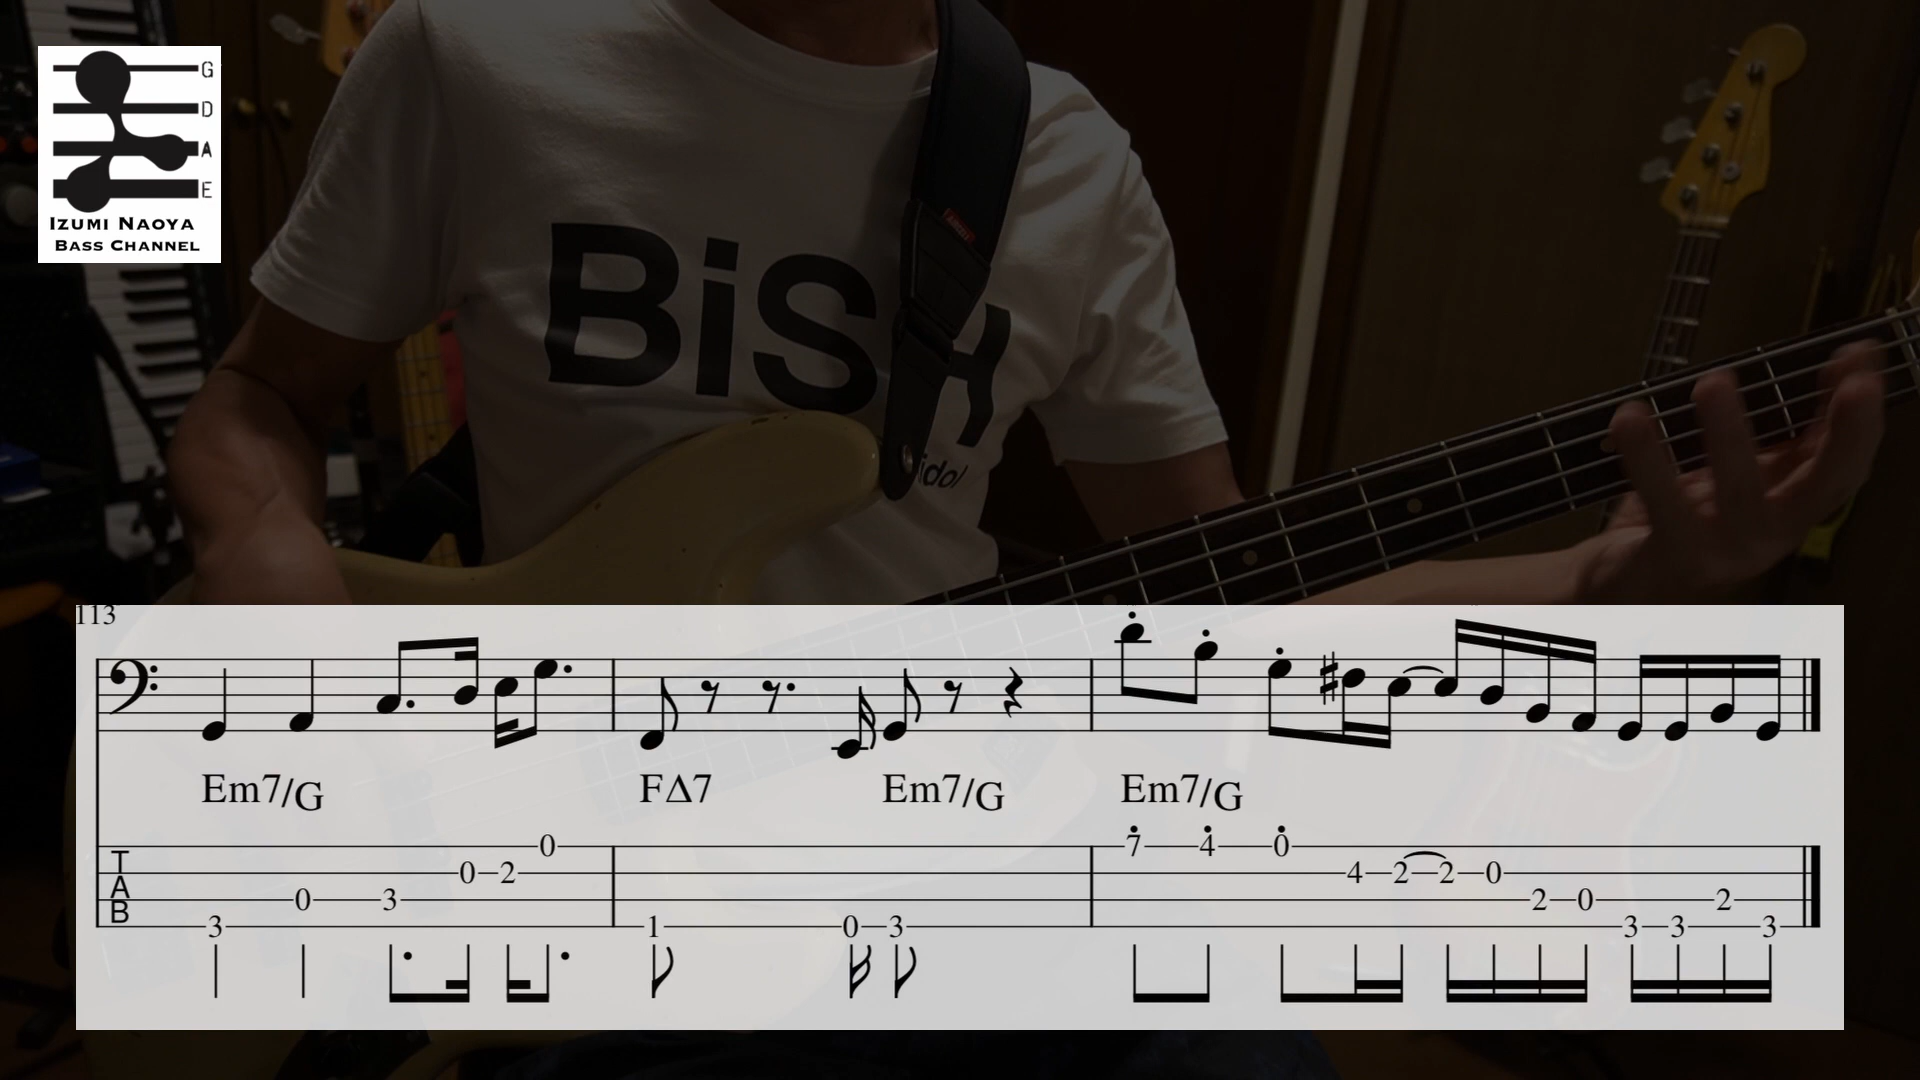 G
D
A
E
IZUMI NAOYA
BASS CHANNEL
BiSH
idol
113
Em7/G FΔ7 Em7/G Em7/G
T
A
B
0 7 4 0
0 2 4 2 2 0
0 3 2 0 2
3 1 0 3 3 3 3